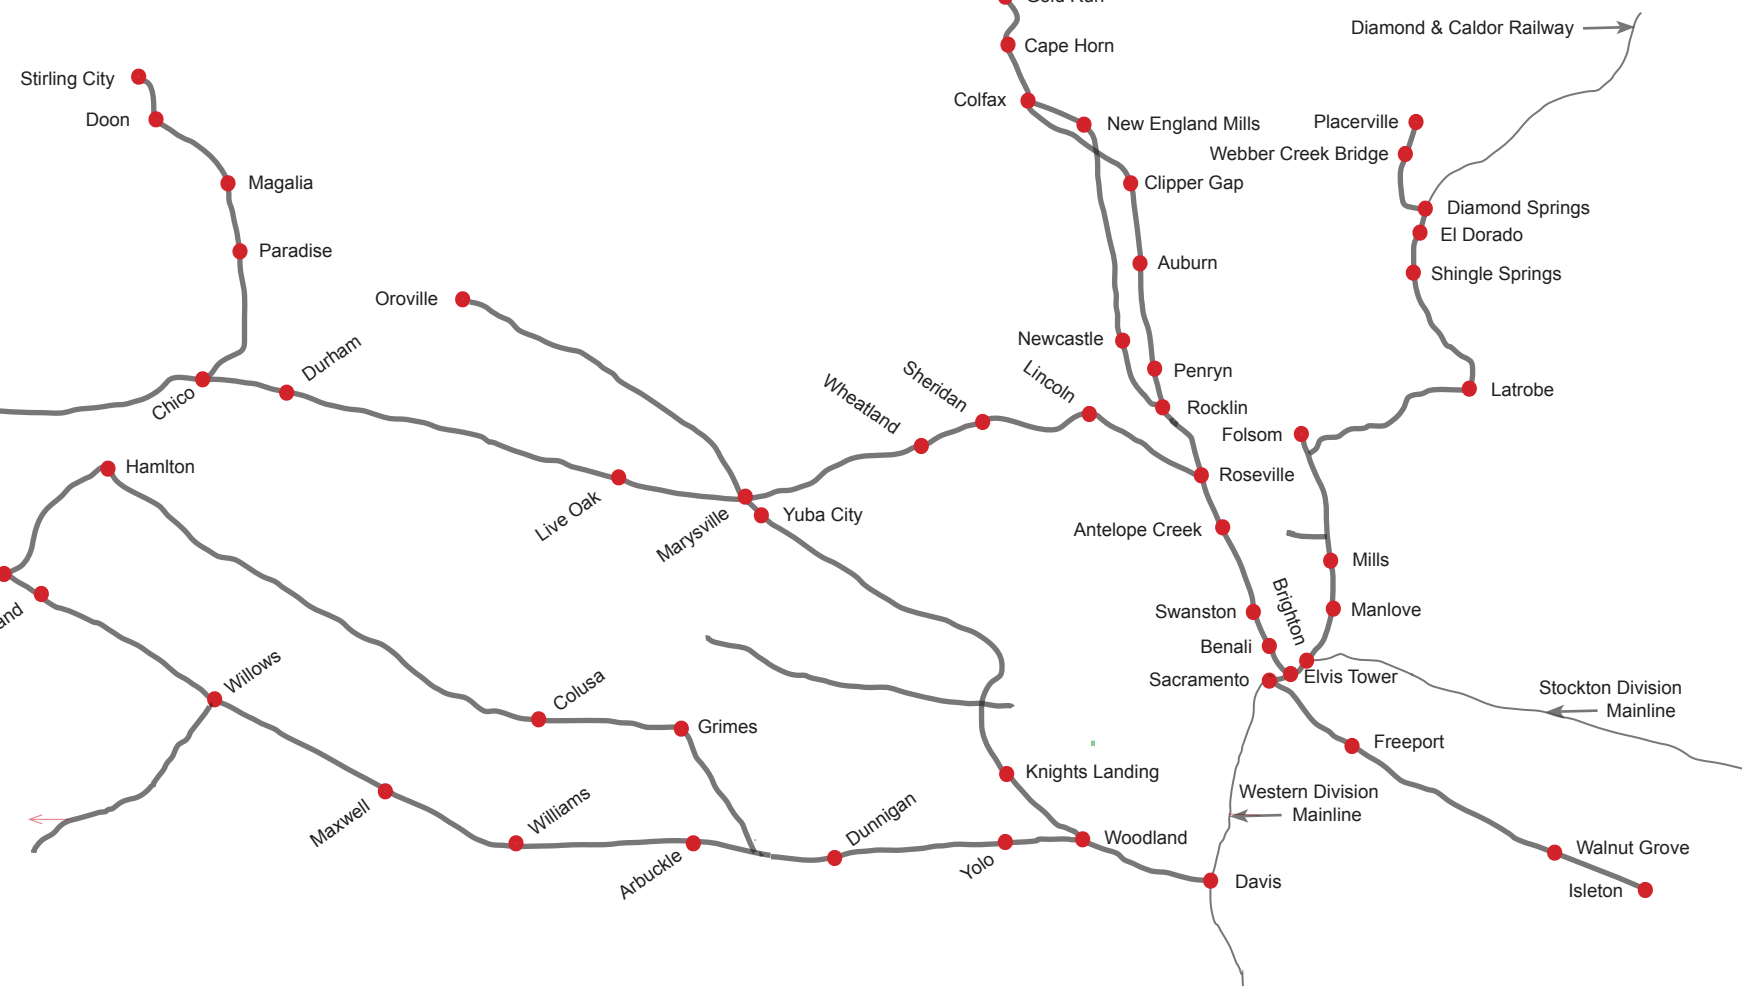 Cape Horn
Diamond & Caldor Railway
Stirling City
Colfax
Doon
New England Mills
Placerville
Webber Creek Bridge
Magalia
Clipper Gap
Diamond Springs
El Dorado
Paradise
Auburn
Shingle Springs
Oroville
Newcastle
Durham
Penryn
Lincoln
Sheridan
Wheatland
Latrobe
Chico
Rocklin
Folsom
Hamlton
Roseville
Live Oak
Marysville
Yuba City
Antelope Creek
Mills
Brighton
Swanston
Manlove
Benali
Willows
Sacramento
Elvis Tower
Colusa
Stockton Division
Mainline
Grimes
Freeport
Knights Landing
Western Division
Mainline
Maxwell
Williams
Dunnigan
Woodland
Arbuckle
Yolo
Walnut Grove
Davis
Isleton